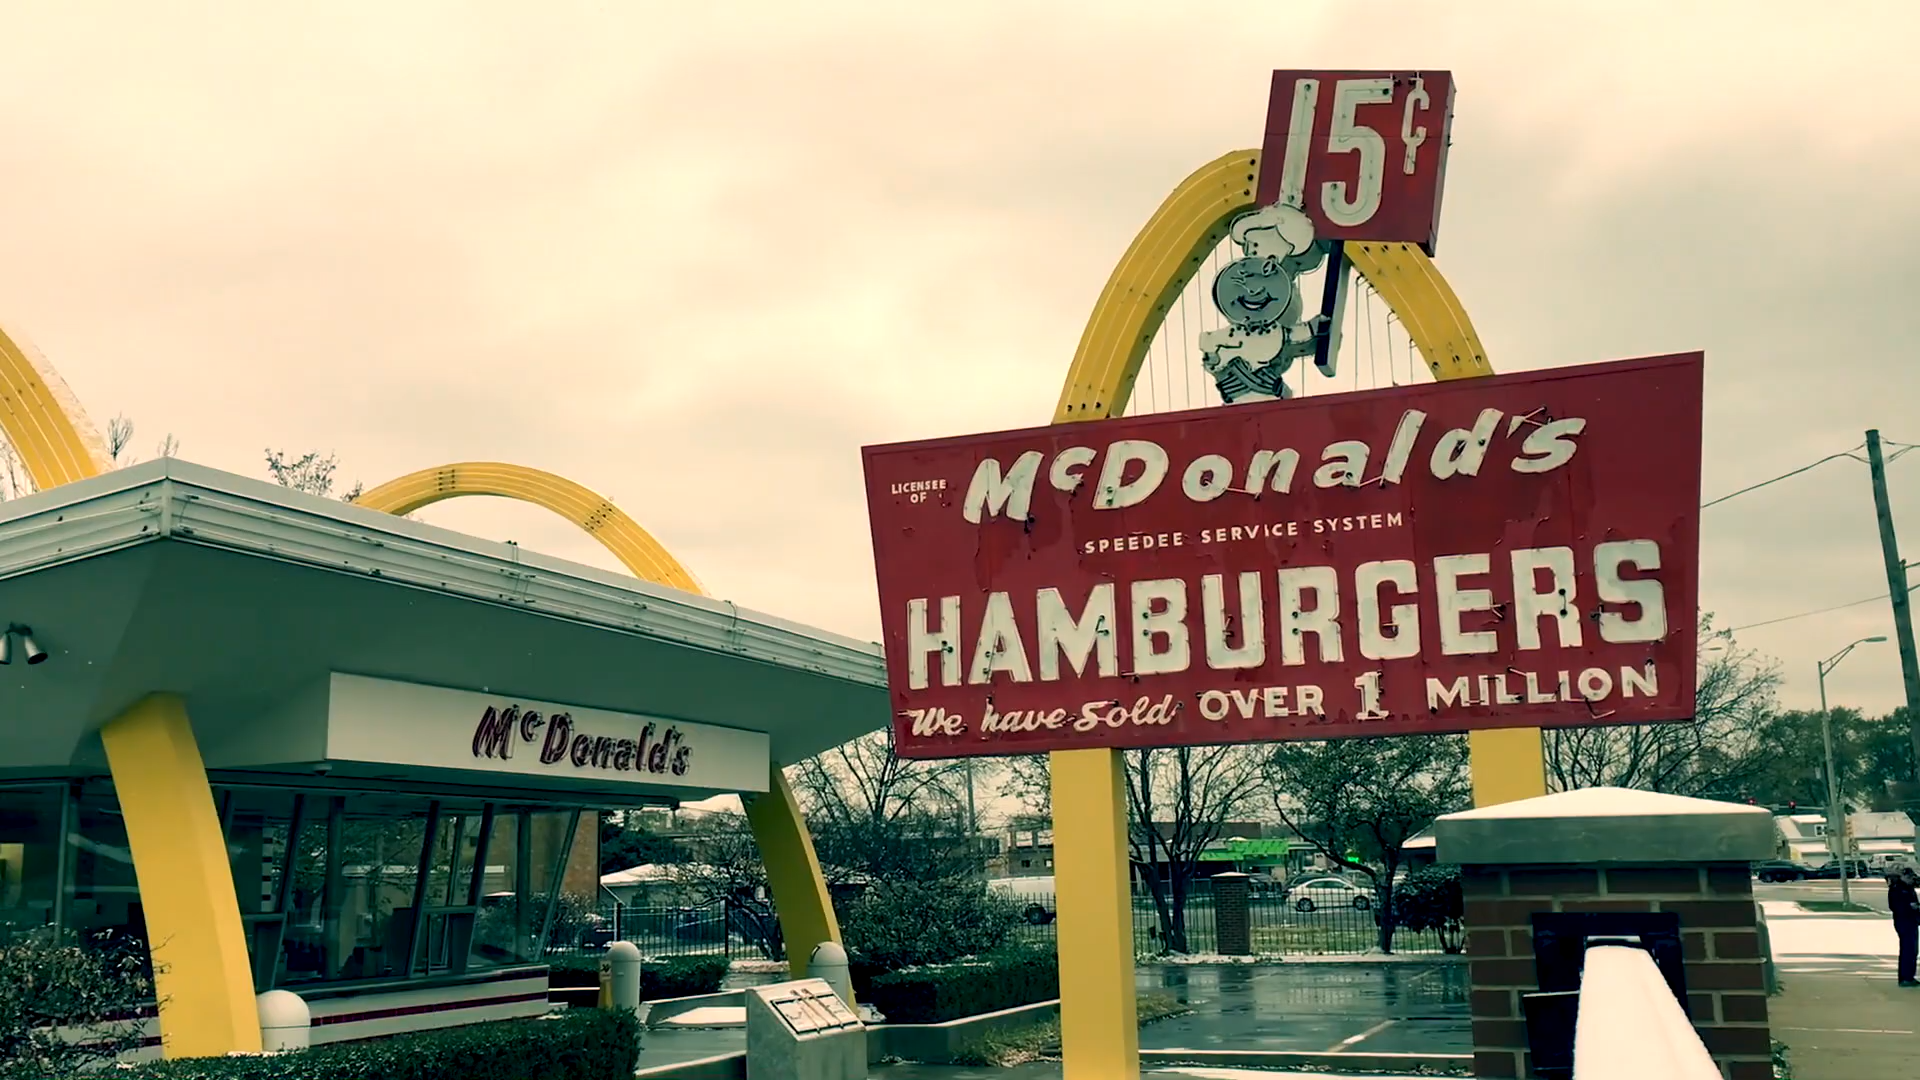 15¢
LICENSEE
OF
McDonald's
SPEEDEE SERVICE SYSTEM
HAMBURGERS
We have Sold OVER 1 MILLION
McDonald's